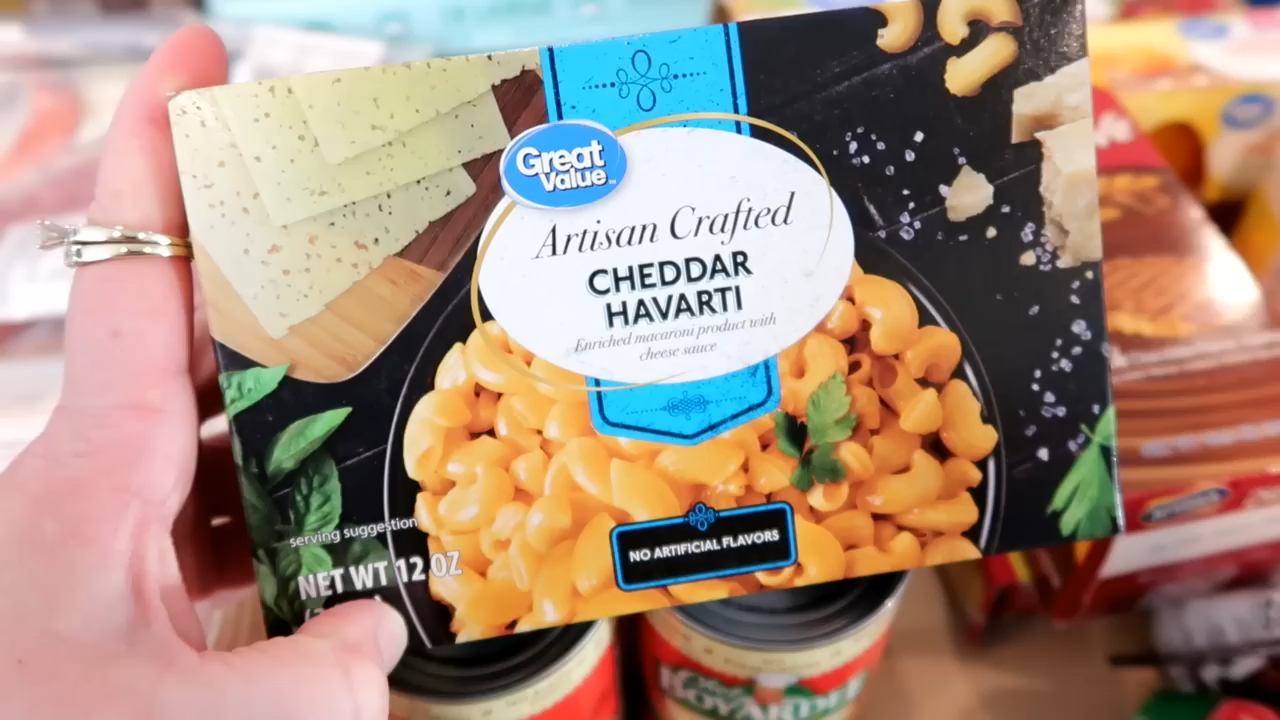 Great
Value
Artisan Crafted
CHEDDAR
HAVARTI
Enriched macaroni product with
cheese sauce
NO ARTIFICIAL FLAVORS
serving suggestion
NET WT 12 OZ
BOYARDEE